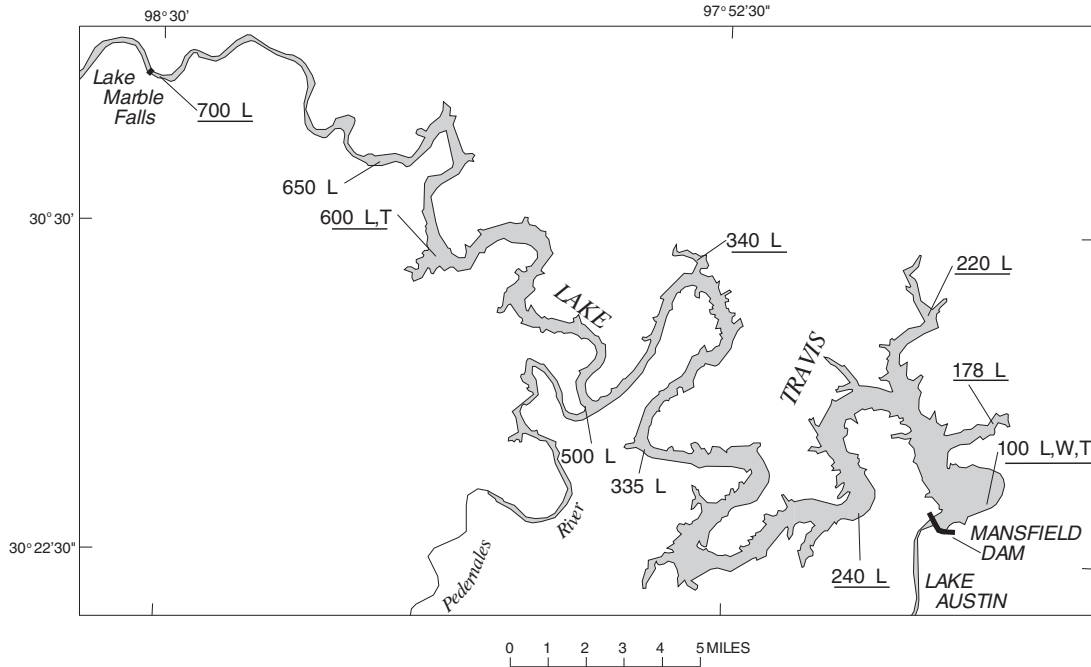 98°30'
97°52'30"
Lake
Marble
Falls
700 L
650 L
30°30'
600 L,T
340 L
220 L
LAKE
TRAVIS
178 L
100 L,W,T
500 L
335 L
River
Pedernales
30°22'30"
MANSFIELD
DAM
240 L
LAKE
AUSTIN
0 1 2 3 4 5 MILES